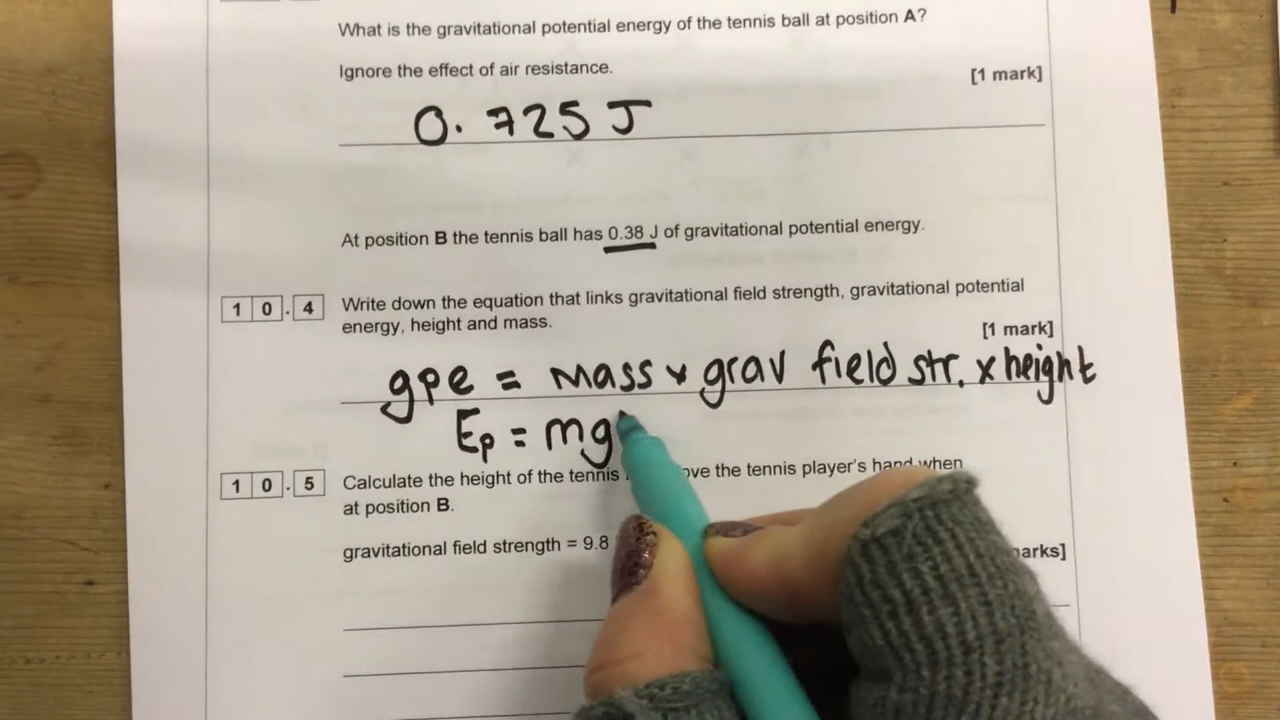 What is the gravitational potential energy of the tennis ball at position A?
Ignore the effect of air resistance.
[1 mark]
0.725 J
At position B the tennis ball has 0.38 J of gravitational potential energy.
1 0 . 4 Write down the equation that links gravitational field strength, gravitational potential
energy, height and mass.
[1 mark]
gpe = mass x grav field str. x height
Ep = mg
1 0 . 5 Calculate the height of the tennis the tennis player's hand when
at position B.
gravitational field strength = 9.8